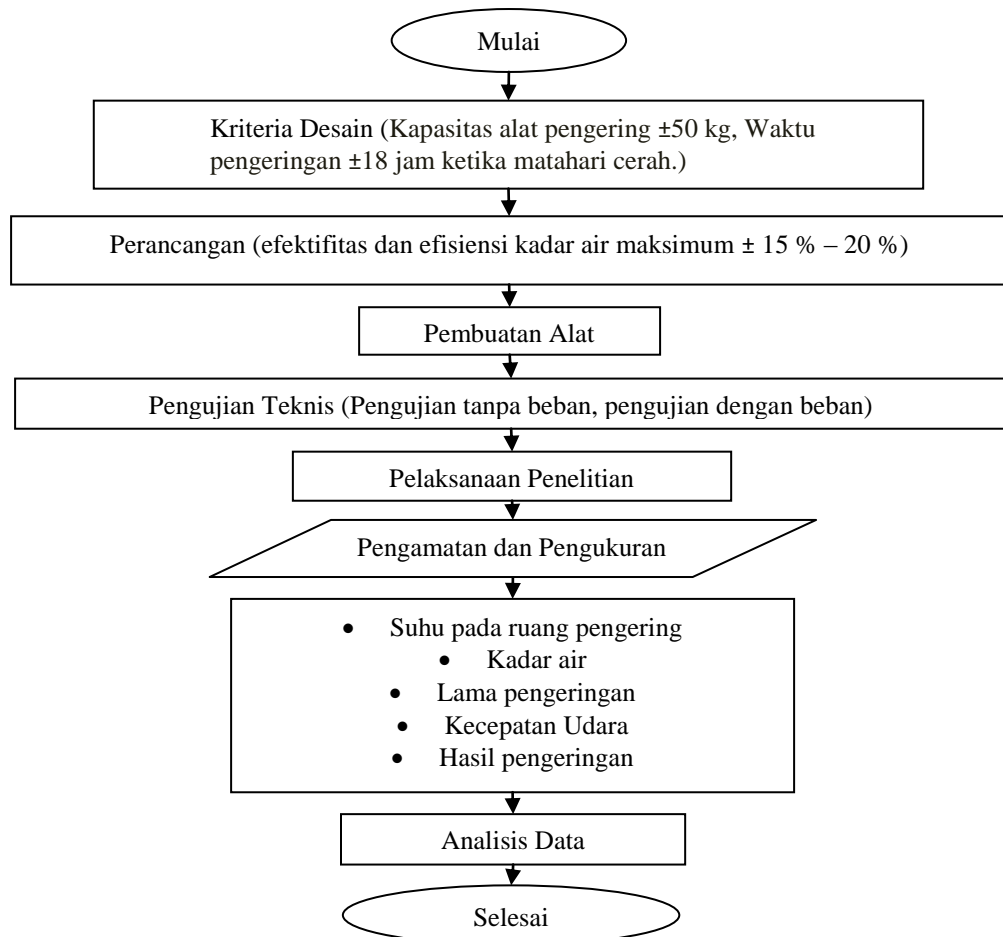 Mulai
Kriteria Desain (Kapasitas alat pengering ±50 kg, Waktu
pengeringan ±18 jam ketika matahari cerah.)
Perancangan (efektifitas dan efisiensi kadar air maksimum ± 15 % – 20 %)
Pembuatan Alat
Pengujian Teknis (Pengujian tanpa beban, pengujian dengan beban)
Pelaksanaan Penelitian
Pengamatan dan Pengukuran
• Suhu pada ruang pengering
• Kadar air
• Lama pengeringan
• Kecepatan Udara
• Hasil pengeringan
Analisis Data
Selesai